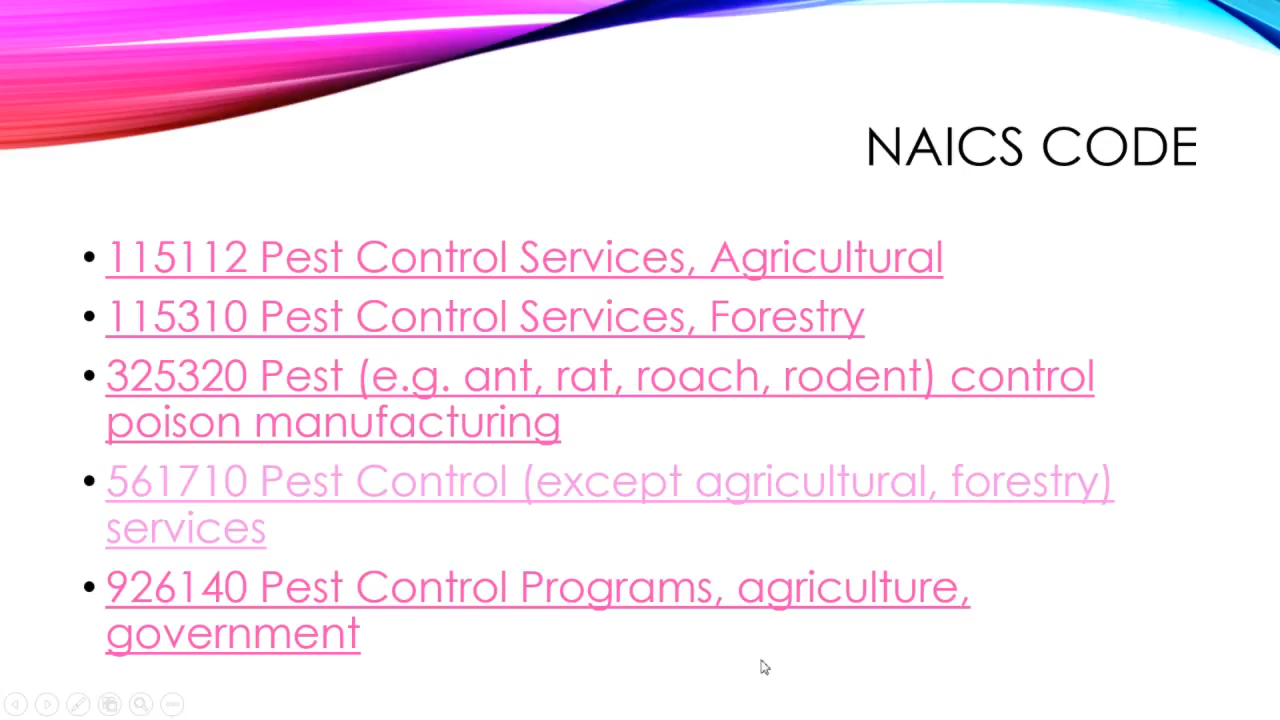 NAICS CODE
• 115112 Pest Control Services, Agricultural
• 115310 Pest Control Services, Forestry
• 325320 Pest (e.g. ant, rat, roach, rodent) control
poison manufacturing
• 561710 Pest Control (except agricultural, forestry)
services
• 926140 Pest Control Programs, agriculture,
government